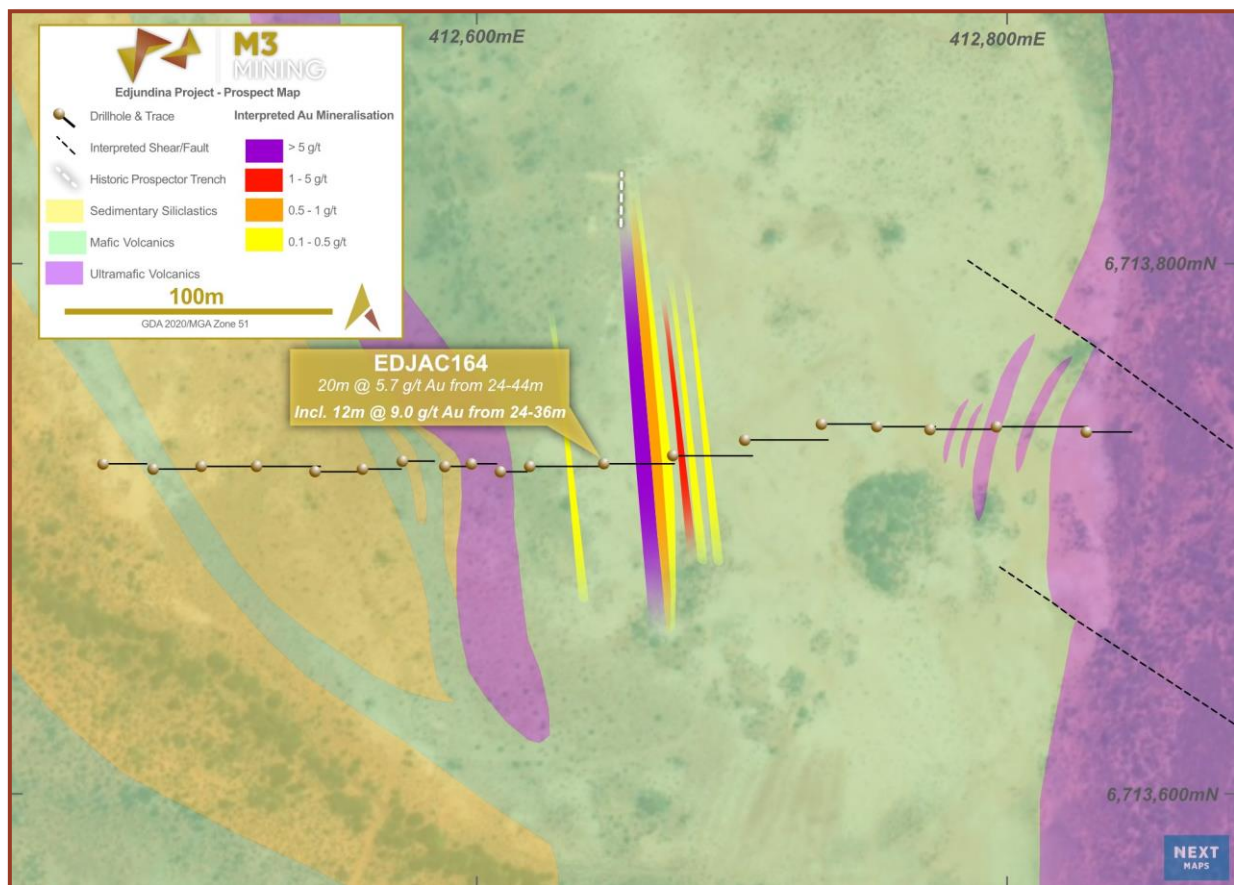 412,600mE
412,800mE
M3
MINING
Edjundina Project - Prospect Map
Drillhole & Trace
Interpreted Au Mineralisation
Interpreted Shear/Fault
> 5 g/t
Historic Prospector Trench
1 - 5 g/t
Sedimentary Siliclastics
0.5 - 1 g/t
Mafic Volcanics
0.1 - 0.5 g/t
Ultramafic Volcanics
100m
GDA 2020/MGA Zone 51
6,713,800mN
EDJAC164
20m @ 5.7 g/t Au from 24-44m
Incl. 12m @ 9.0 g/t Au from 24-36m
6,713,600mN
NEXT
MAPS